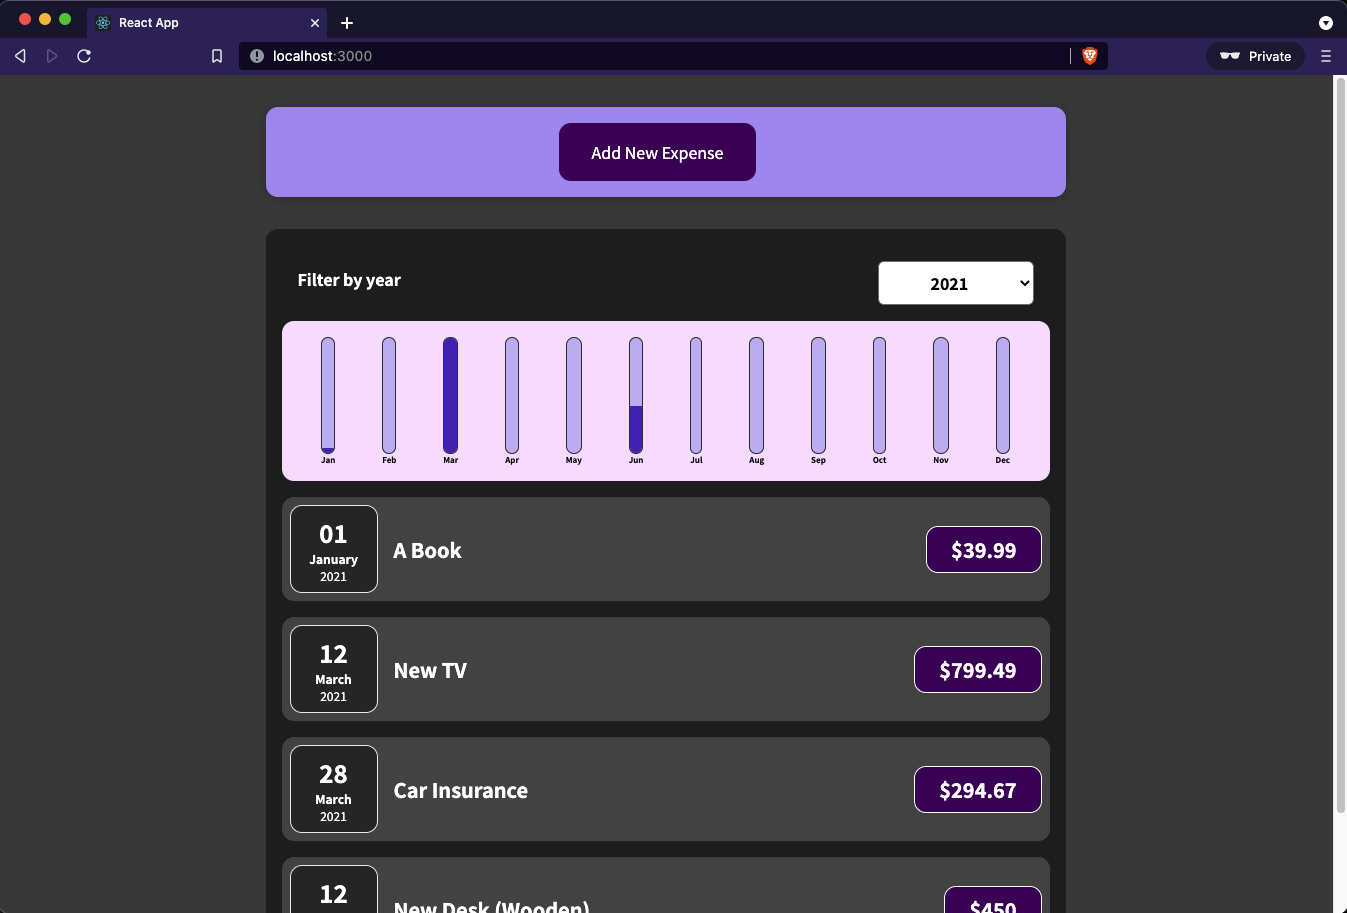 React App
localhost:3000
Private
Add New Expense
Filter by year
2021
Jan Feb Mar Apr May Jun Jul Aug Sep Oct Nov Dec
01
January
2021
A Book
$39.99
12
March
2021
New TV
$799.49
28
March
2021
Car Insurance
$294.67
12
New Desk (Wooden)
$450